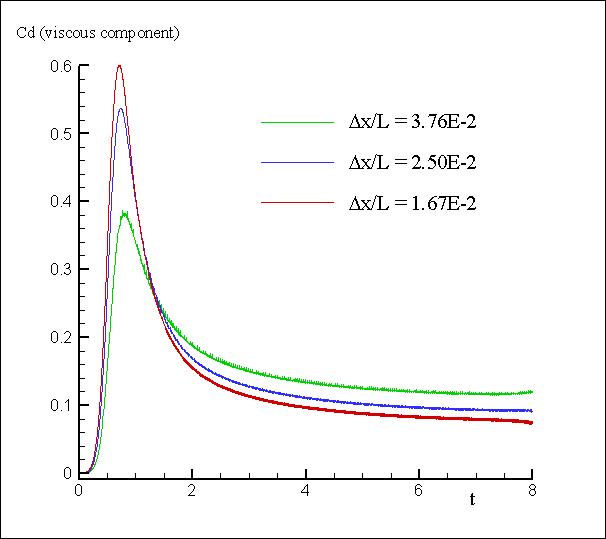 Cd (viscous component)
0.6
Δx/L = 3.76E-2
0.5
Δx/L = 2.50E-2
0.4
Δx/L = 1.67E-2
0.3
0.2
0.1
0
0 2 4 6 8
t